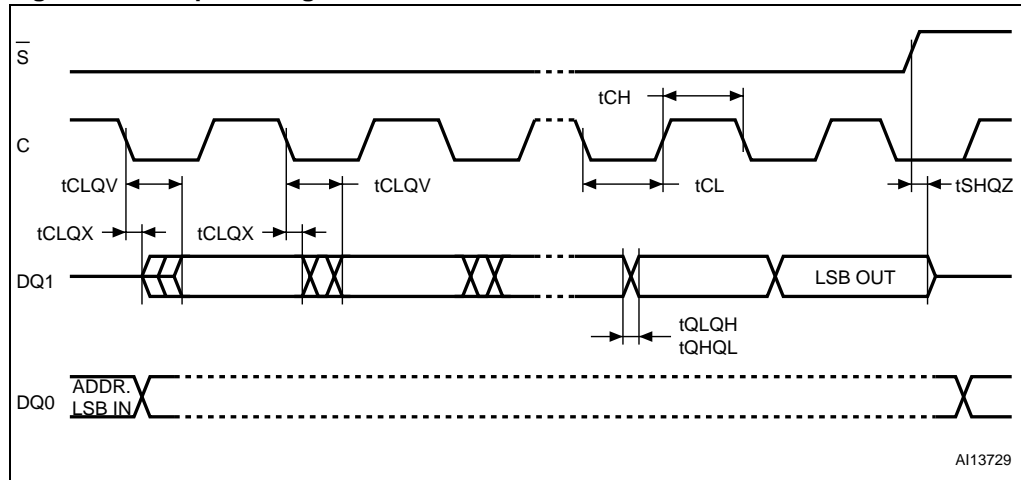 S
tCH
C
tCLQV
tCLQV
tCL
tSHQZ
tCLQX
tCLQX
DQ1
LSB OUT
tQLQH
tQHQL
ADDR.
DQ0
LSB IN
AI13729